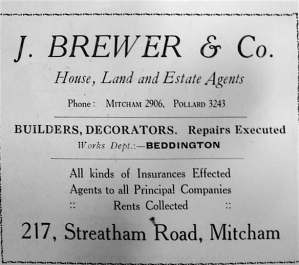 J. BREWER & Co.
House, Land and Estate Agents
Phone: MITCHAM 2906, POLLARD 3243
BUILDERS, DECORATORS. Repairs Executed
Works Dept.:—BEDDINGTON
All kinds of Insurances Effected
Agents to all Principal Companies
:: Rents Collected ::
217, Streatham Road, Mitcham